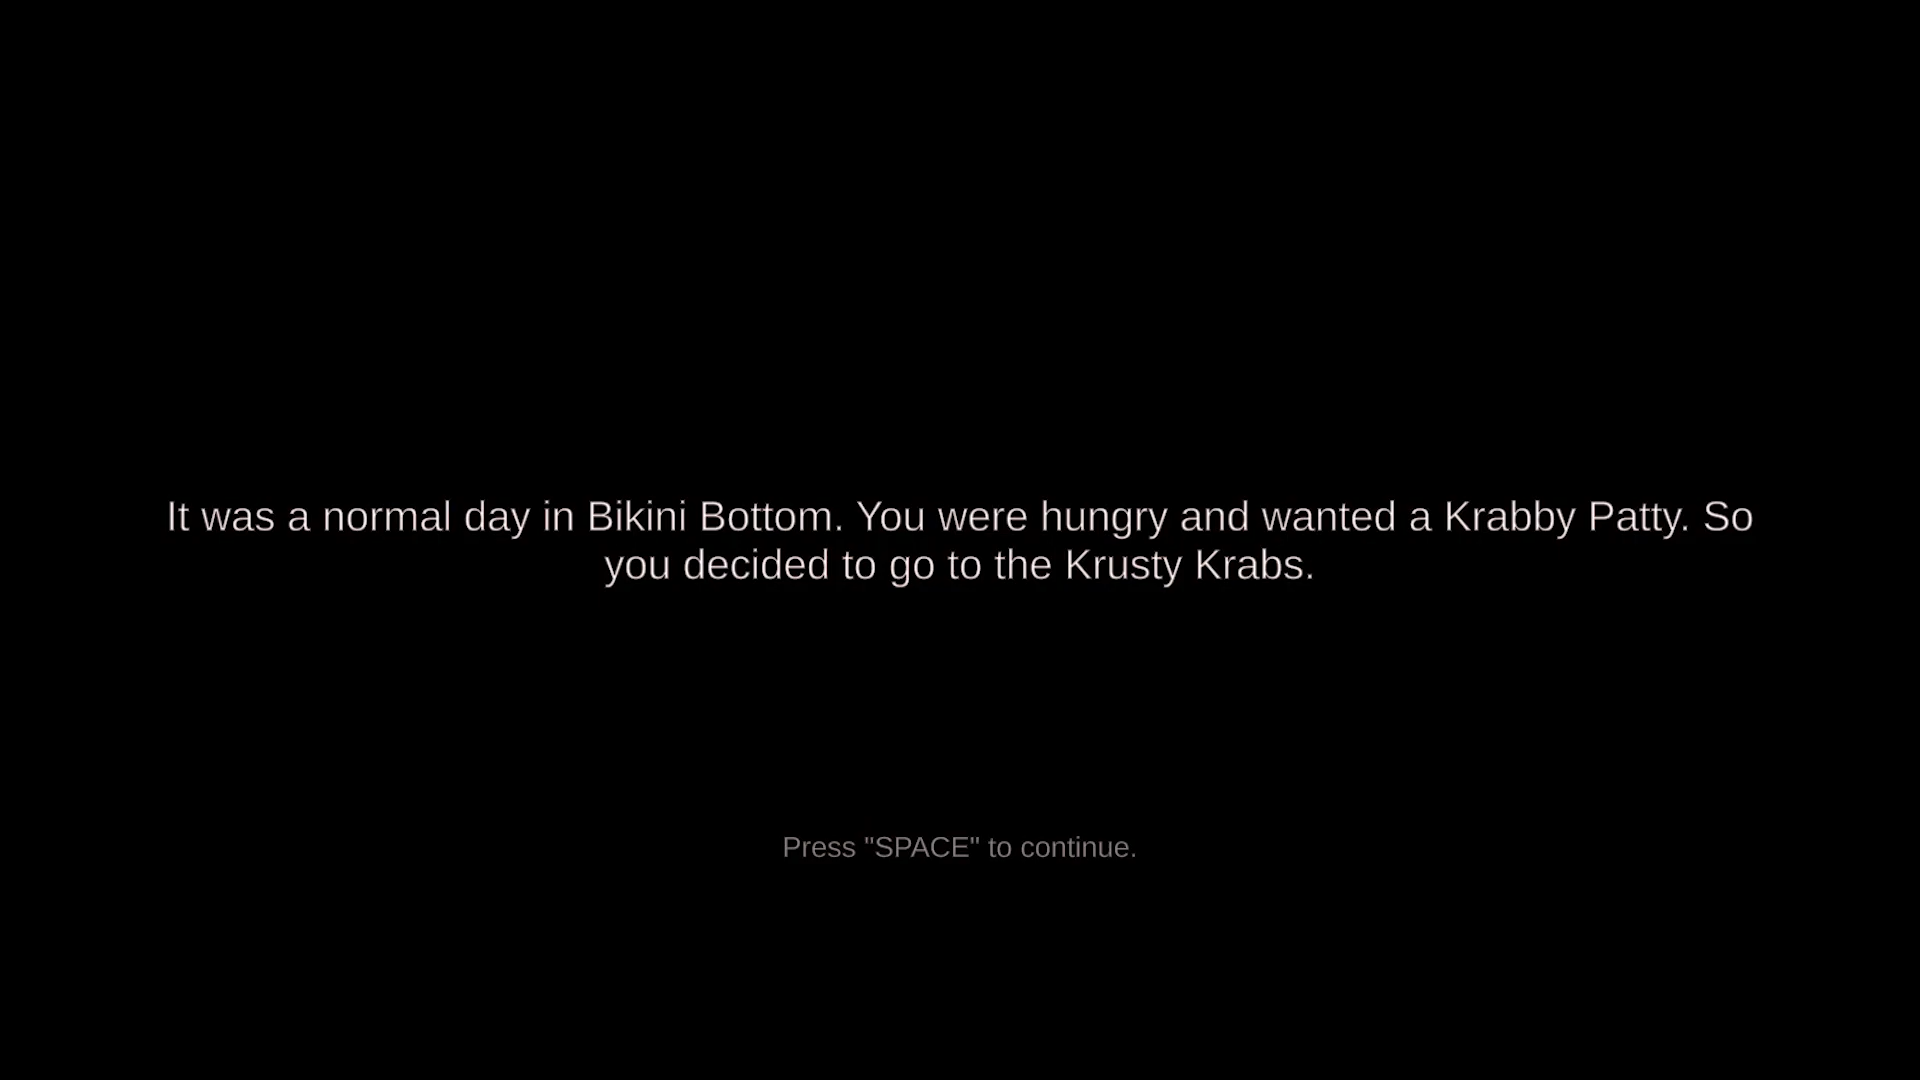 It was a normal day in Bikini Bottom. You were hungry and wanted a Krabby Patty. So
you decided to go to the Krusty Krabs.
Press "SPACE" to continue.